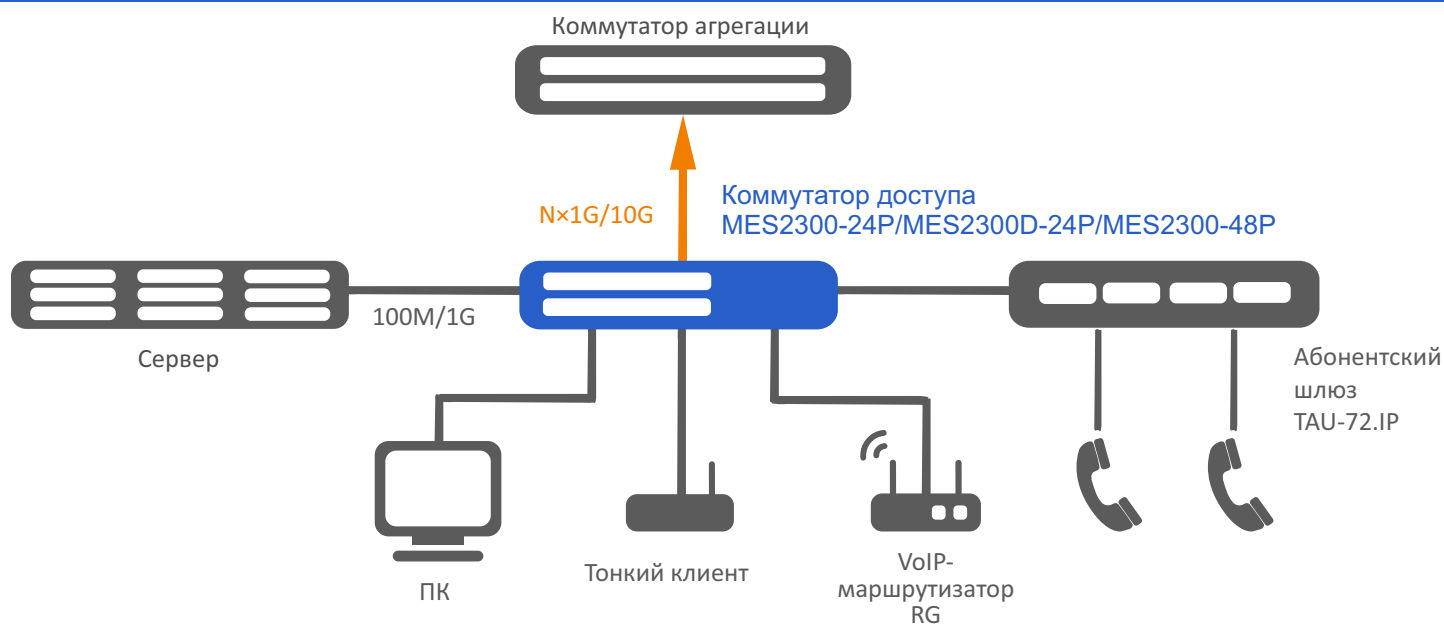 Коммутатор агрегации
N×1G/10G
Коммутатор доступа
MES2300-24P/MES2300D-24P/MES2300-48P
100M/1G
Сервер
Абонентский
шлюз
TAU-72.IP
ПК
Тонкий клиент
VoIP-
маршрутизатор
RG